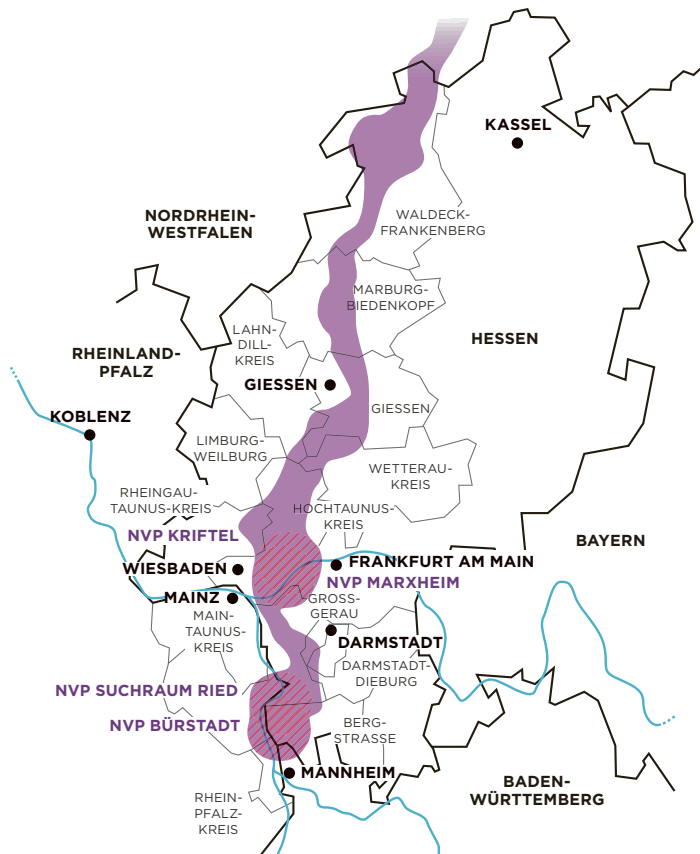 KASSEL
NORDRHEIN-
WESTFALEN
WALDECK-
FRANKENBERG
MARBURG-
BIEDENKOPF
LAHN-
DILL-
KREIS
HESSEN
RHEINLAND-
PFALZ
GIESSEN
KOBLENZ
GIESSEN
LIMBURG-
WEILBURG
WETTERAU-
KREIS
RHEINGAU-
TAUNUS-KREIS
HOCHTAUNUS-
KREIS
NVP KRIFTEL
BAYERN
WIESBADEN
FRANKFURT AM MAIN
NVP MARXHEIM
MAINZ
GROSS-
GERAU
MAIN-
TAUNUS-
KREIS
DARMSTADT
DARMSTADT-
DIEBURG
NVP SUCHRAUM RIED
NVP BÜRSTADT
BERG-
STRASSE
MANNHEIM
BADEN-
WÜRTTEMBERG
RHEIN-
PFALZ-
KREIS